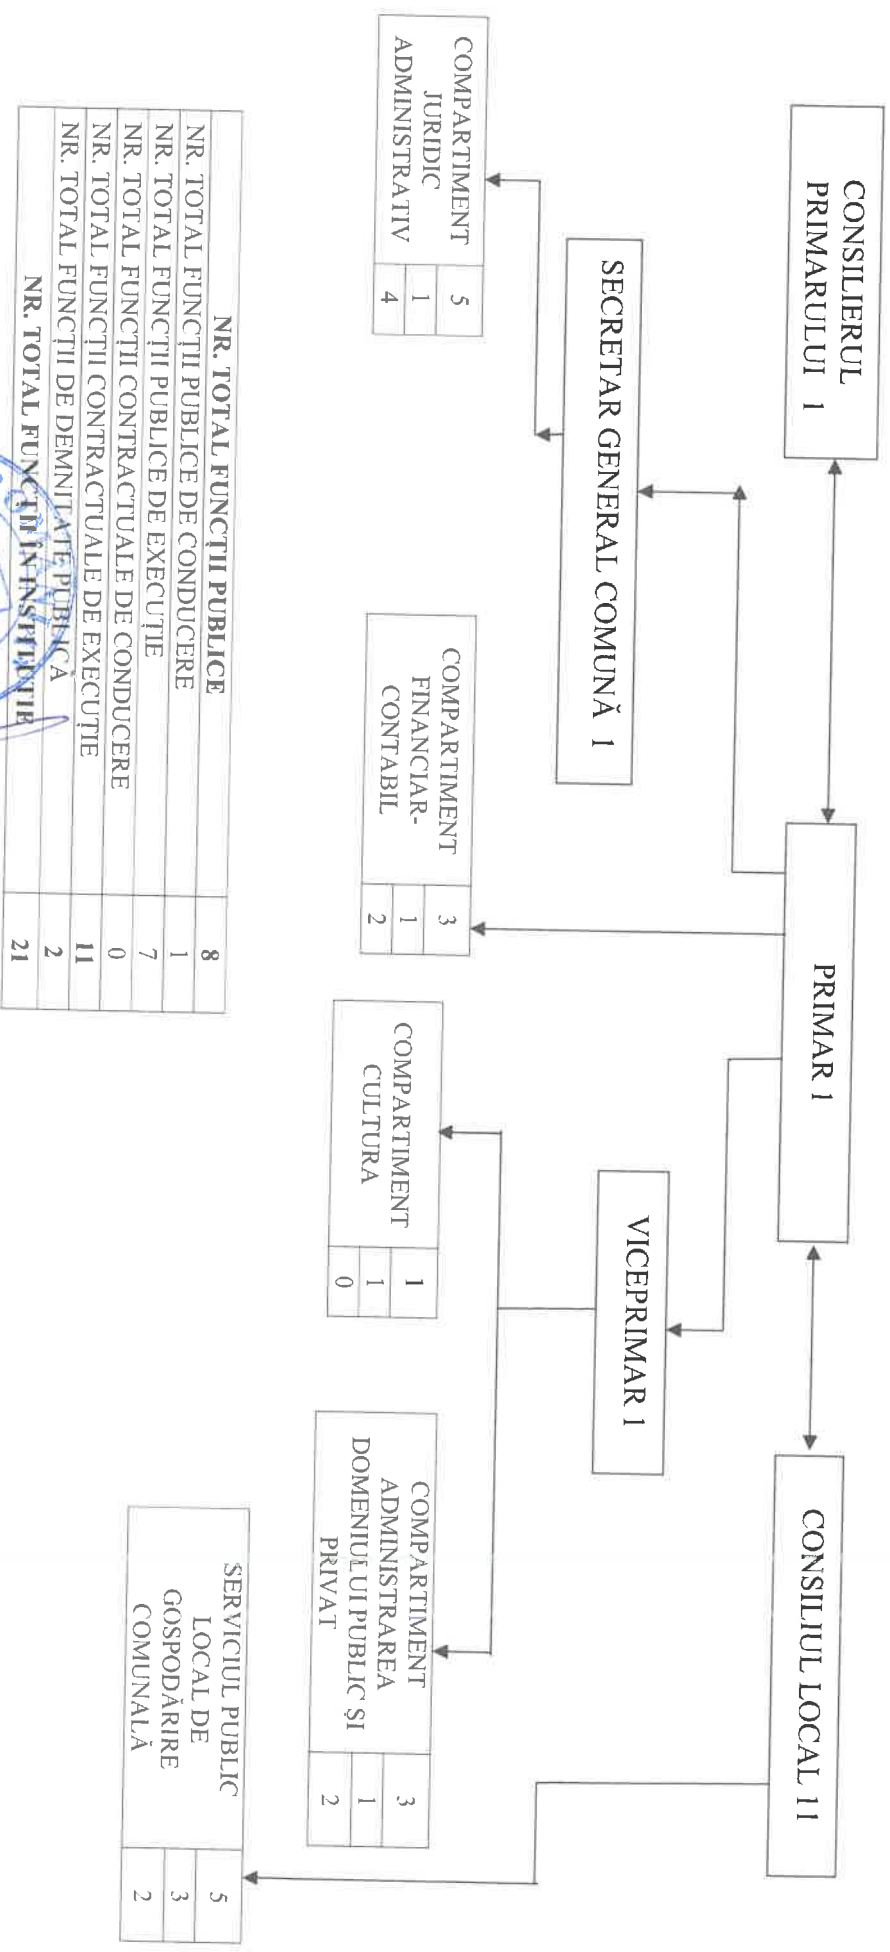 CONSILIERUL
PRIMARULUI 1
PRIMAR 1
CONSILIUL LOCAL 11
SECRETAR GENERAL COMUNĂ 1
VICEPRIMAR 1
COMPARTIMENT
JURIDIC
ADMINISTRATIV
5
1
4
COMPARTIMENT
FINANCIAR-
CONTABIL
3
1
2
COMPARTIMENT
CULTURA
1
1
0
COMPARTIMENT
ADMINISTRAREA
DOMENIULUI PUBLIC ȘI
PRIVAT
3
1
2
SERVICIUL PUBLIC
LOCAL DE
GOSPODĂRIRE
COMUNALĂ
5
3
2
NR. TOTAL FUNCȚII PUBLICE 8
NR. TOTAL FUNCȚII PUBLICE DE CONDUCERE 1
NR. TOTAL FUNCȚII PUBLICE DE EXECUȚIE 7
NR. TOTAL FUNCȚII CONTRACTUALE DE CONDUCERE 0
NR. TOTAL FUNCȚII CONTRACTUALE DE EXECUȚIE 11
NR. TOTAL FUNCȚII DE DEMNITATE PUBLICĂ 2
NR. TOTAL FUNCȚII IN INSTITUȚIE 21